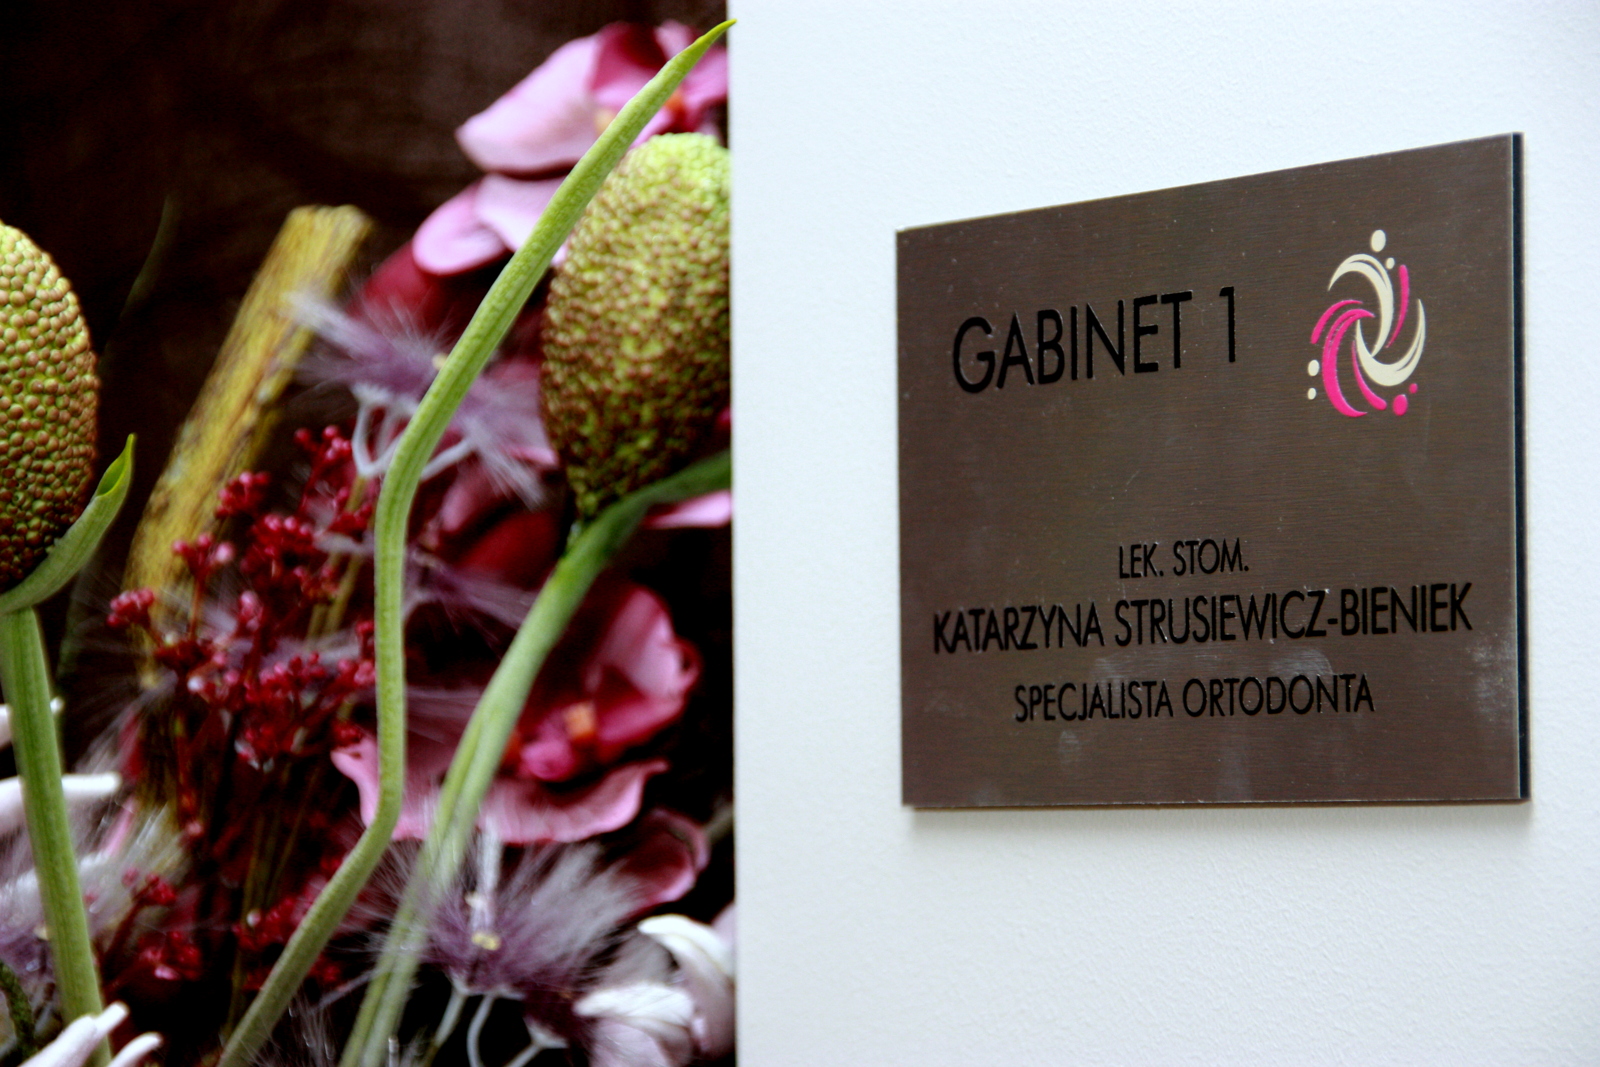 GABINET 1
LEK. STOM.
KATARZYNA STRUSIEWICZ-BIENIEK
SPECJALISTA ORTODONTA